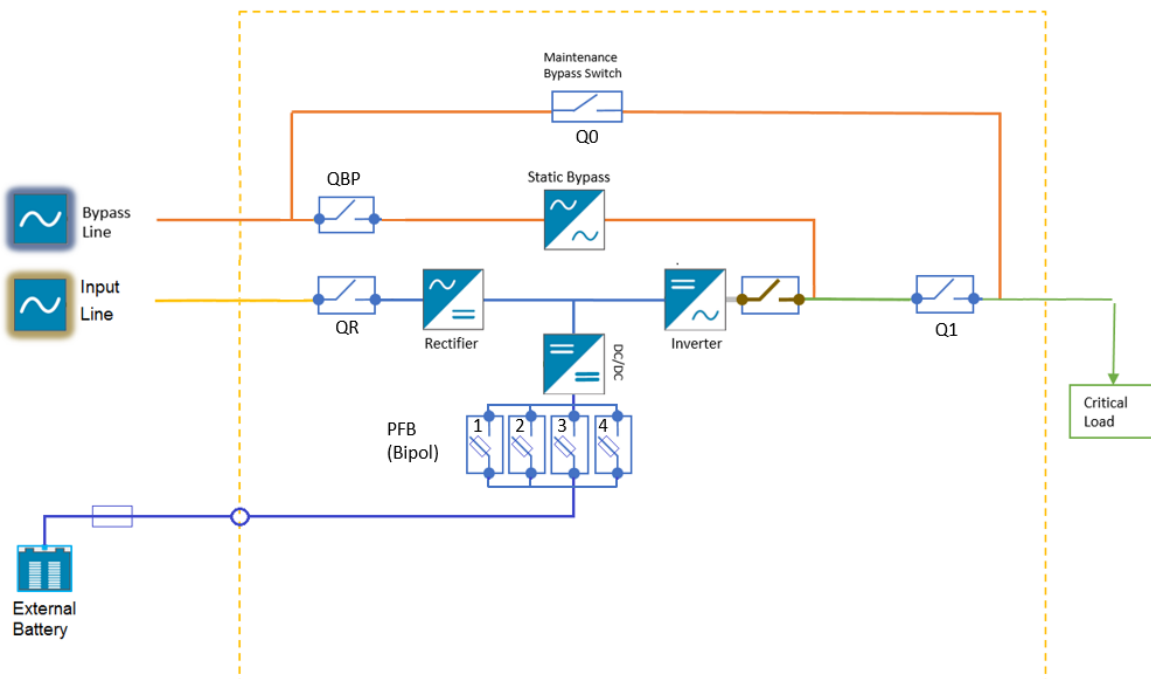 Maintenance
Bypass Switch
Q0
QBP
Static Bypass
Bypass
Line
Input
Line
QR
Rectifier
Inverter
Q1
DC/DC
PFB
(Bipol)
1
2
3
4
Critical
Load
External
Battery